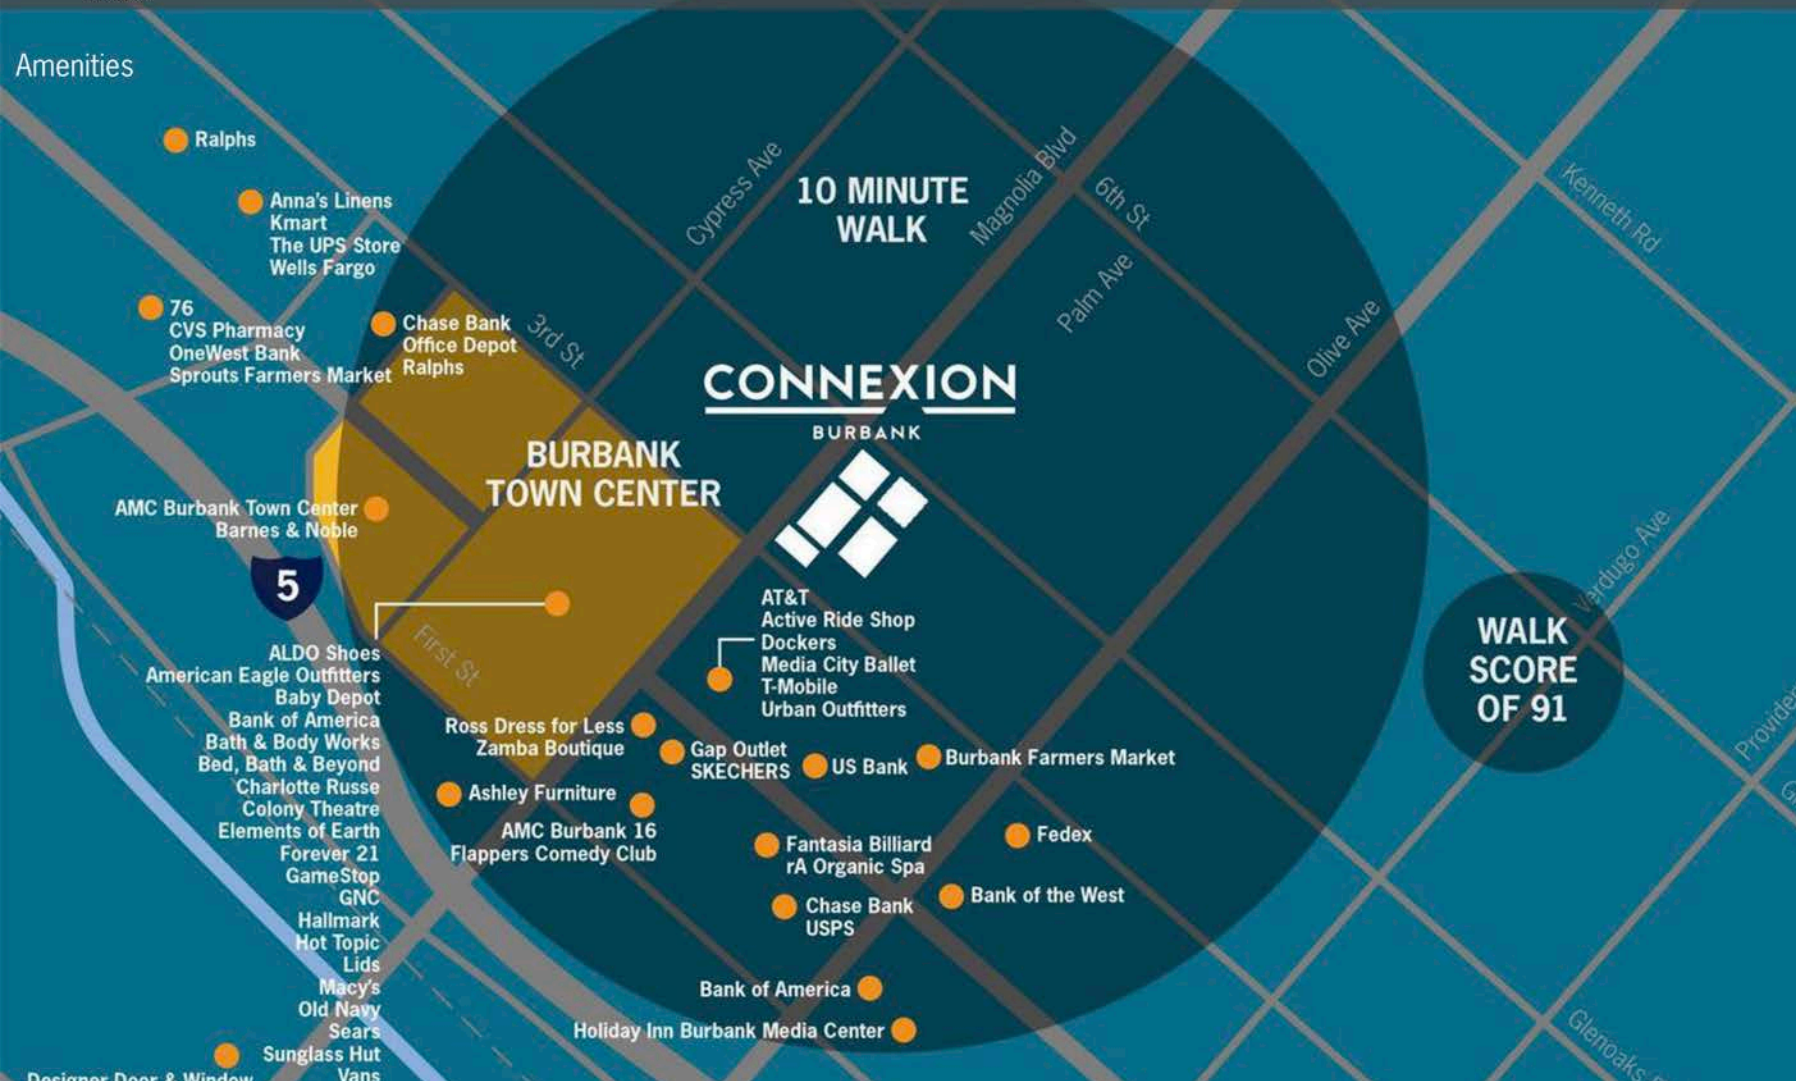 Amenities
Ralphs
Anna's Linens
Kmart
The UPS Store
Wells Fargo
76
CVS Pharmacy
OneWest Bank
Sprouts Farmers Market
Chase Bank
Office Depot
Ralphs
3rd St
Cypress Ave
10 MINUTE
WALK
Magnolia Blvd
6th St
Palm Ave
Olive Ave
Kenneth Rd
CONNEXION
BURBANK
BURBANK
TOWN CENTER
AMC Burbank Town Center
Barnes & Noble
5
First St
ALDO Shoes
American Eagle Outfitters
Baby Depot
Bank of America
Bath & Body Works
Bed, Bath & Beyond
Charlotte Russe
Colony Theatre
Elements of Earth
Forever 21
GameStop
GNC
Hallmark
Hot Topic
Lids
Macy's
Old Navy
Sears
Sunglass Hut
Vans
Designer Door & Window
AT&T
Active Ride Shop
Dockers
Media City Ballet
T-Mobile
Urban Outfitters
Ross Dress for Less
Zamba Boutique
Gap Outlet
SKECHERS
US Bank
Burbank Farmers Market
Ashley Furniture
AMC Burbank 16
Flappers Comedy Club
Fantasia Billiard
rA Organic Spa
Fedex
Chase Bank
USPS
Bank of the West
Bank of America
Holiday Inn Burbank Media Center
Verdugo Ave
WALK
SCORE
OF 91
Glenoaks